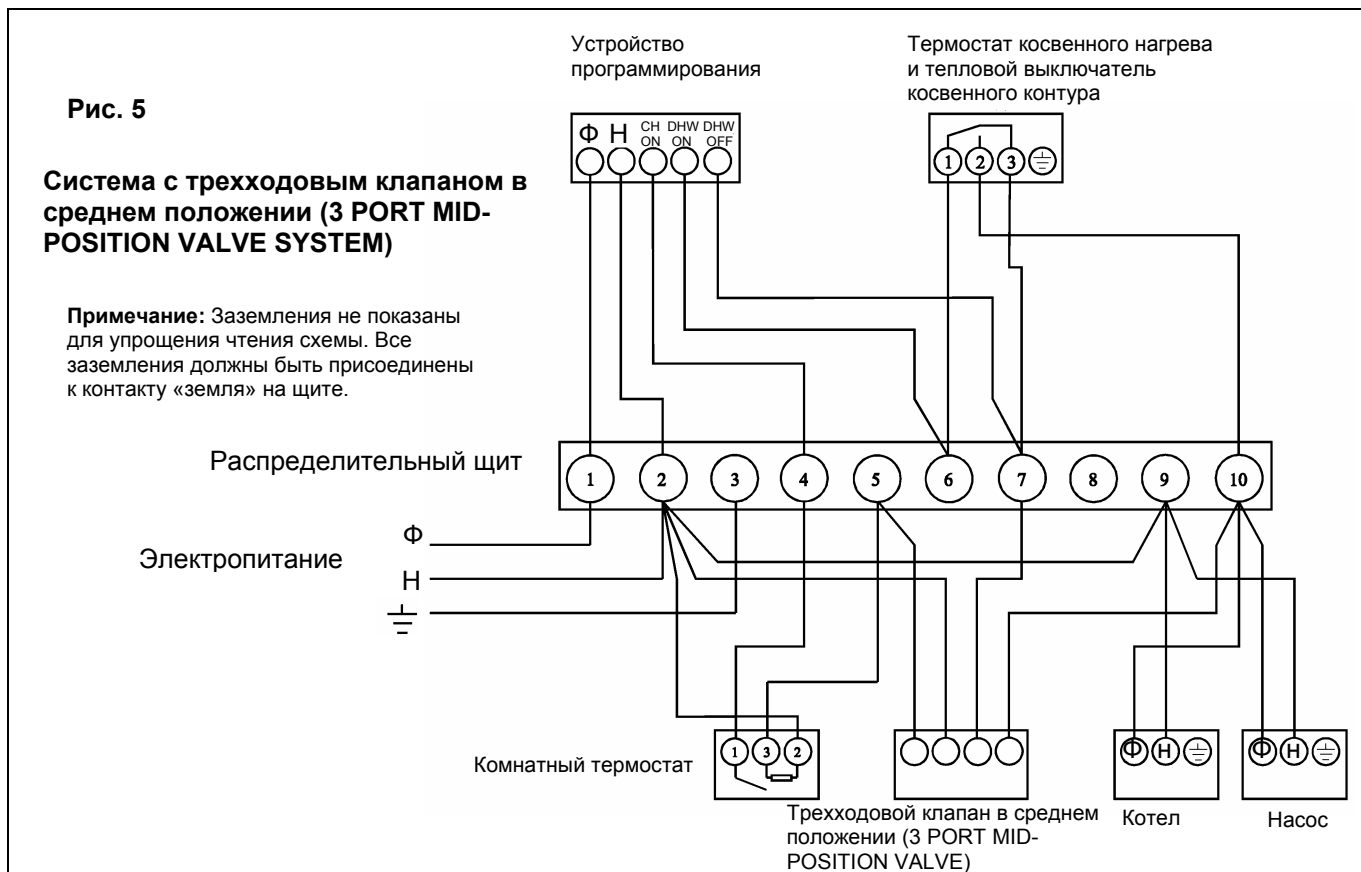 Устройство
программирования
Термостат косвенного нагрева
и тепловой выключатель
косвенного контура
Рис. 5
Ф Н CH ON DHW ON DHW OFF
1 2 3
Система с трехходовым клапаном в
среднем положении (3 PORT MID-
POSITION VALVE SYSTEM)
Примечание: Заземления не показаны
для упрощения чтения схемы. Все
заземления должны быть присоединены
к контакту «земля» на щите.
Распределительный щит
1 2 3 4 5 6 7 8 9 10
Электропитание
Ф
Н
Комнатный термостат
1 3 2
Ф Н
Ф Н
Трехходовой клапан в среднем
положении (3 PORT MID-
POSITION VALVE)
Котел
Насос